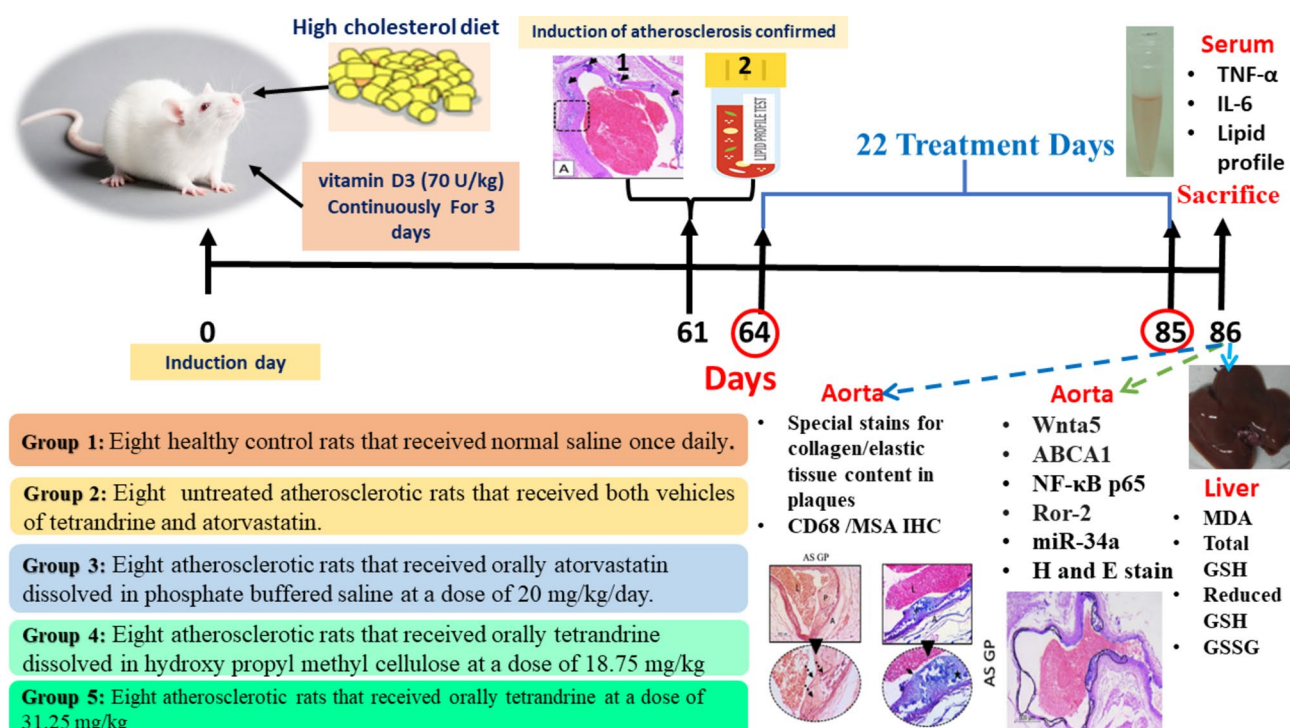 High cholesterol diet
vitamin D3 (70 U/kg)
Continuously For 3
days
Induction of atherosclerosis confirmed
1
2
A
LIPID PROFILE TEST
22 Treatment Days
Serum
• TNF-α
• IL-6
• Lipid
profile
Sacrifice
0
61
64
85
86
Induction day
Days
Group 1: Eight healthy control rats that received normal saline once daily.
Group 2: Eight untreated atherosclerotic rats that received both vehicles
of tetrandrine and atorvastatin.
Group 3: Eight atherosclerotic rats that received orally atorvastatin
dissolved in phosphate buffered saline at a dose of 20 mg/kg/day.
Group 4: Eight atherosclerotic rats that received orally tetrandrine
dissolved in hydroxy propyl methyl cellulose at a dose of 18.75 mg/kg
Group 5: Eight atherosclerotic rats that received orally tetrandrine at a dose of
31.25 mg/kg
Aorta
• Special stains for
collagen/elastic
tissue content in
plaques
• CD68 /MSA IHC
AS GP
L
P
A
L
A
AS GP
Aorta
• Wnta5
• ABCA1
• NF-κB p65
• Ror-2
• miR-34a
• H and E stain
Liver
• MDA
• Total
GSH
• Reduced
GSH
• GSSG